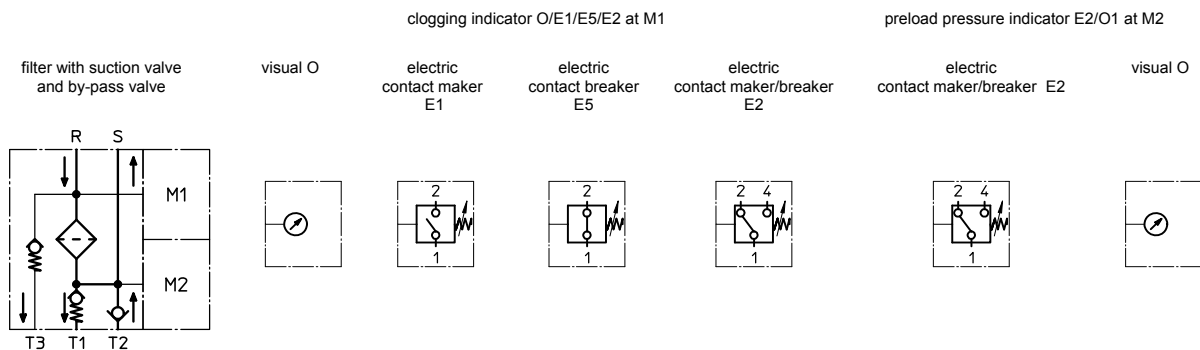 clogging indicator O/E1/E5/E2 at M1
preload pressure indicator E2/O1 at M2
filter with suction valve
and by-pass valve
visual O
electric
contact maker
E1
electric
contact breaker
E5
electric
contact maker/breaker
E2
electric
contact maker/breaker E2
visual O
R S
M1
M2
T3 T1 T2
2
1
2
1
2 4
1
2 4
1